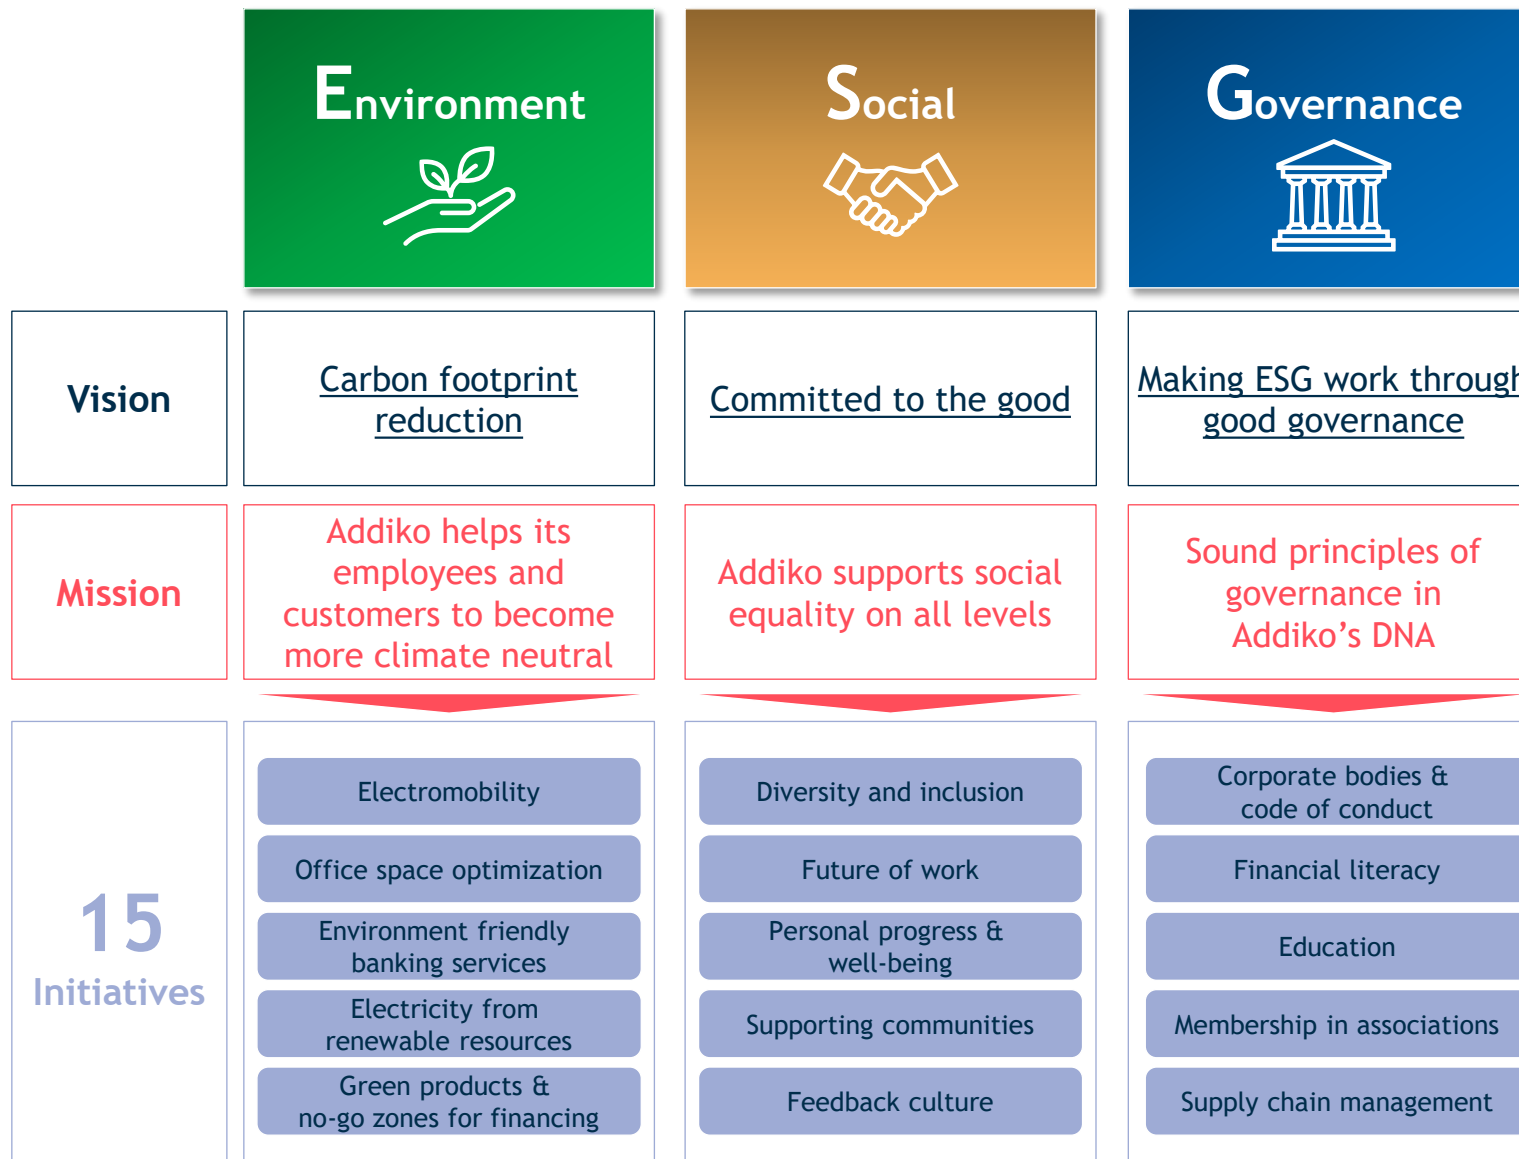 Environment
Social
Governance
Vision
Carbon footprint
reduction
Committed to the good
Making ESG work through
good governance
Mission
Addiko helps its
employees and
customers to become
more climate neutral
Addiko supports social
equality on all levels
Sound principles of
governance in
Addiko’s DNA
15
Initiatives
Electromobility
Office space optimization
Environment friendly
banking services
Electricity from
renewable resources
Green products &
no-go zones for financing
Diversity and inclusion
Future of work
Personal progress &
well-being
Supporting communities
Feedback culture
Corporate bodies &
code of conduct
Financial literacy
Education
Membership in associations
Supply chain management